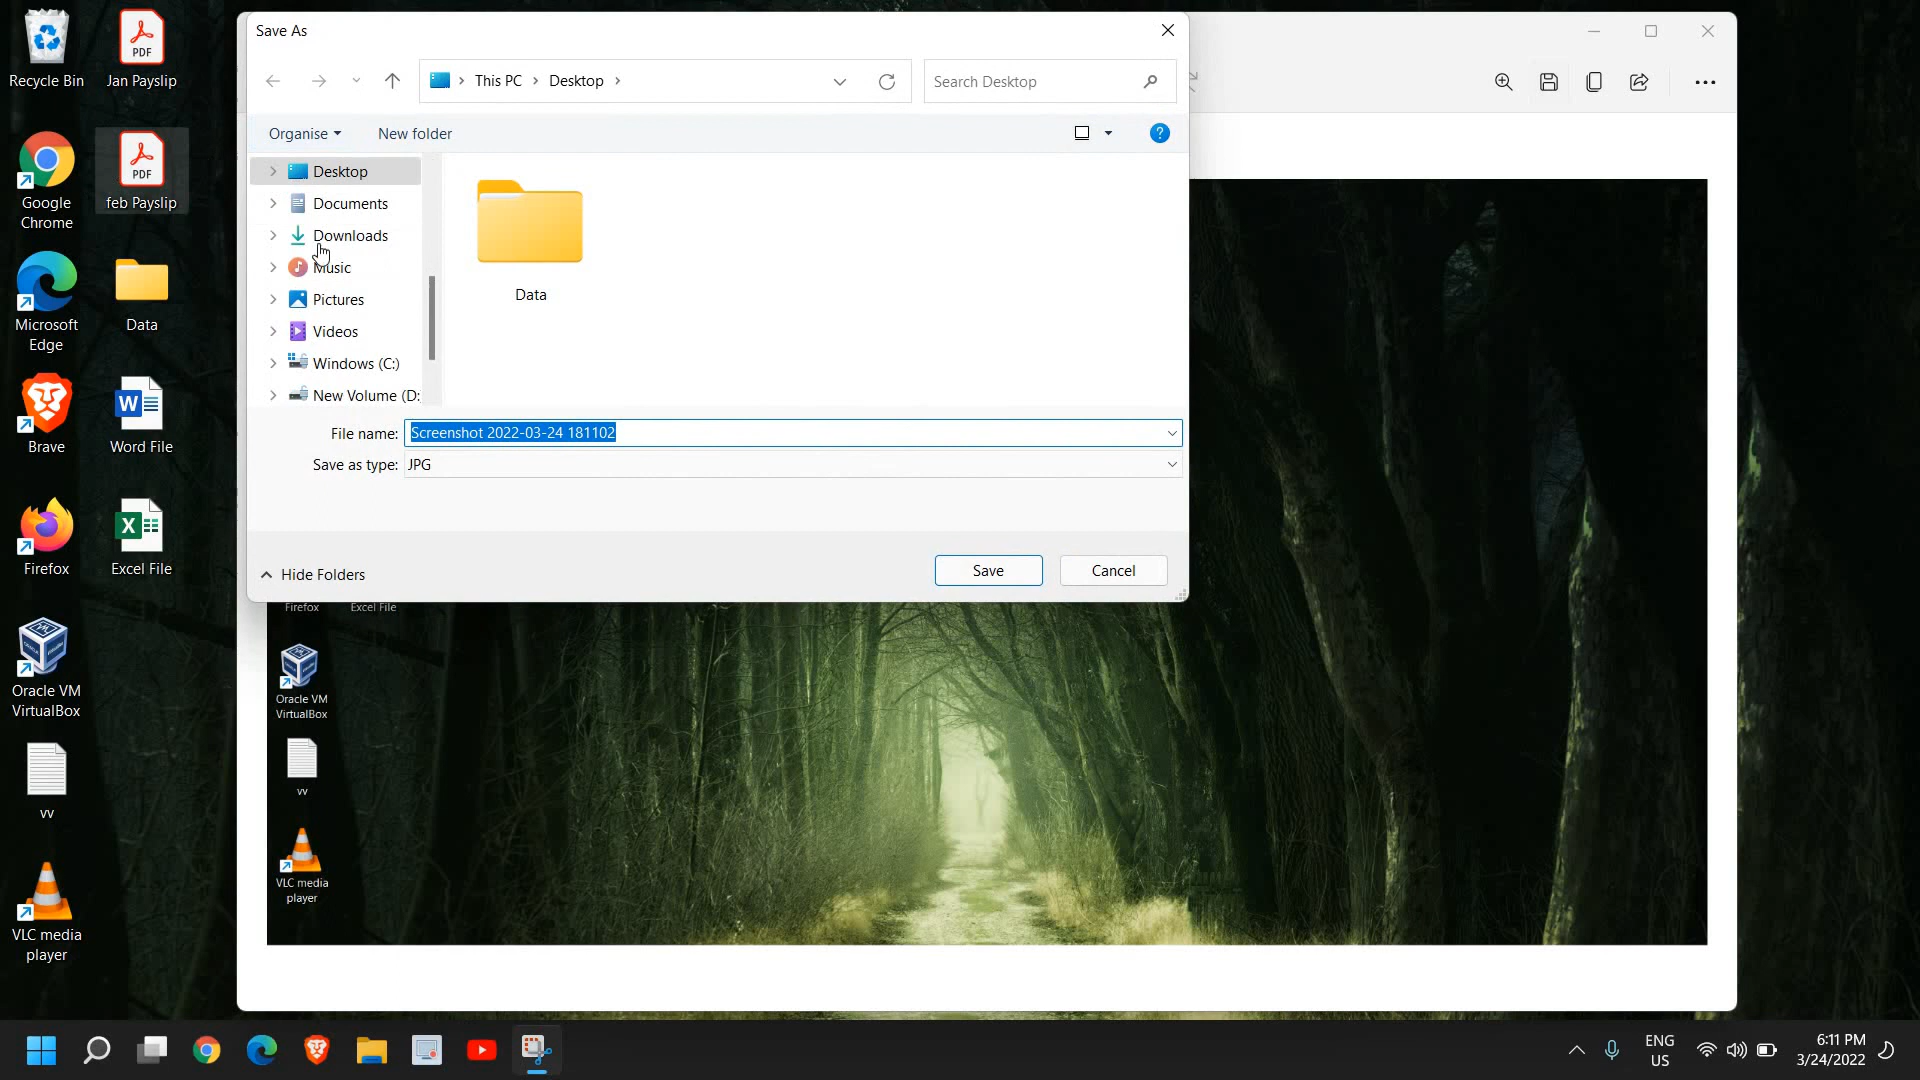 Recycle Bin
Jan Payslip
Google
Chrome
feb Payslip
Microsoft
Edge
Data
Brave
Word File
Firefox
Excel File
Oracle VM
VirtualBox
vv
VLC media
player
Save As
This PC
Desktop
Search Desktop
Organise
New folder
Desktop
Documents
Downloads
Music
Pictures
Videos
Windows (C:)
New Volume (D:
Data
File name: Screenshot 2022-03-24 181102
Save as type: JPG
Hide Folders
Save
Cancel
Firefox
Excel File
Oracle VM
VirtualBox
vv
VLC media
player
ENG
US
6:11 PM
3/24/2022